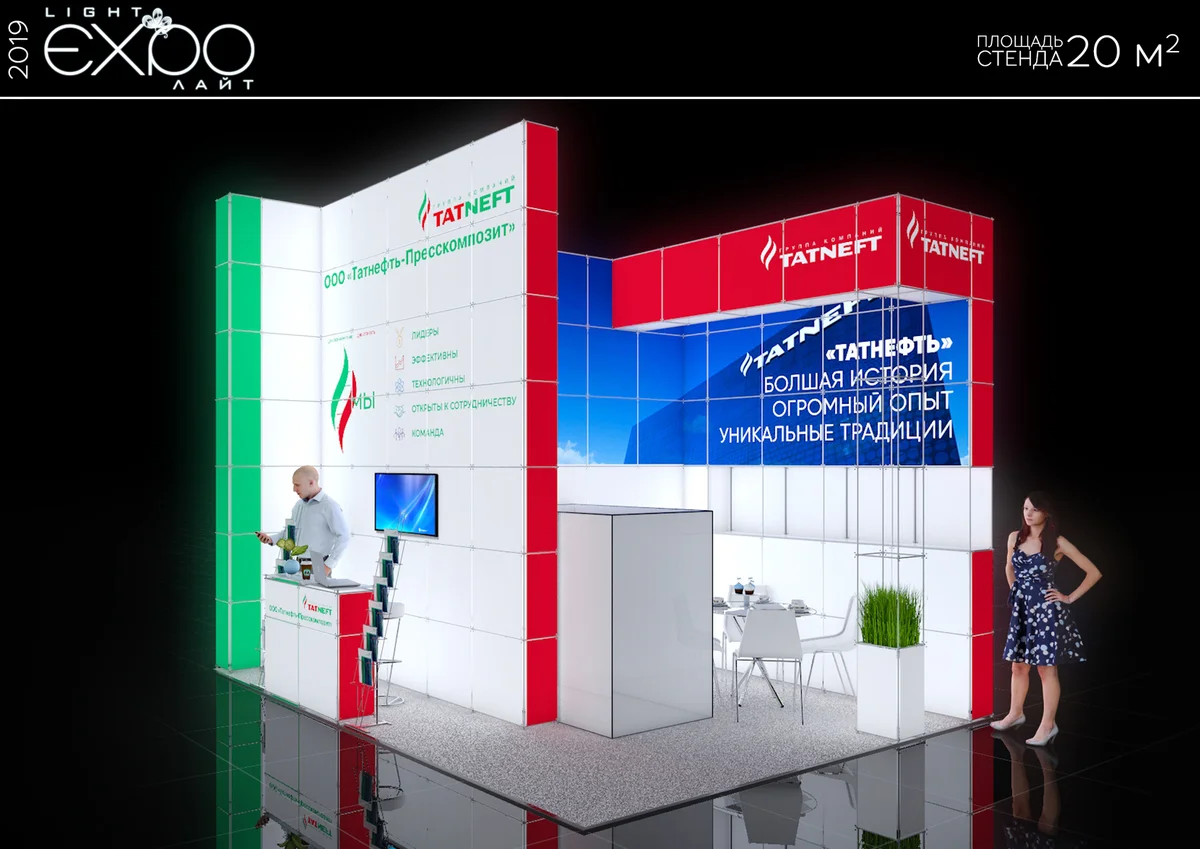 2019
LIGHT
EXPO
ЛАЙТ
ПЛОЩАДЬ
СТЕНДА 20 м²
ГРУППА КОМПАНИЙ
TATNEFT
ООО «Татнефть-Пресскомпозит»
МЫ
ЛИДЕРЫ
ЭФФЕКТИВНЫ
ТЕХНОЛОГИЧНЫ
ОТКРЫТЫ К СОТРУДНИЧЕСТВУ
КОМАНДА
ГРУППА КОМПАНИЙ
TATNEFT
ГРУППА КОМПАНИЙ
TATNEFT
TATNEFT
«ТАТНЕФТЬ»
БОЛШАЯ ИСТОРИЯ
ОГРОМНЫЙ ОПЫТ
УНИКАЛЬНЫЕ ТРАДИЦИИ
TATNEFT
ООО «Татнефть-Пресскомпозит»